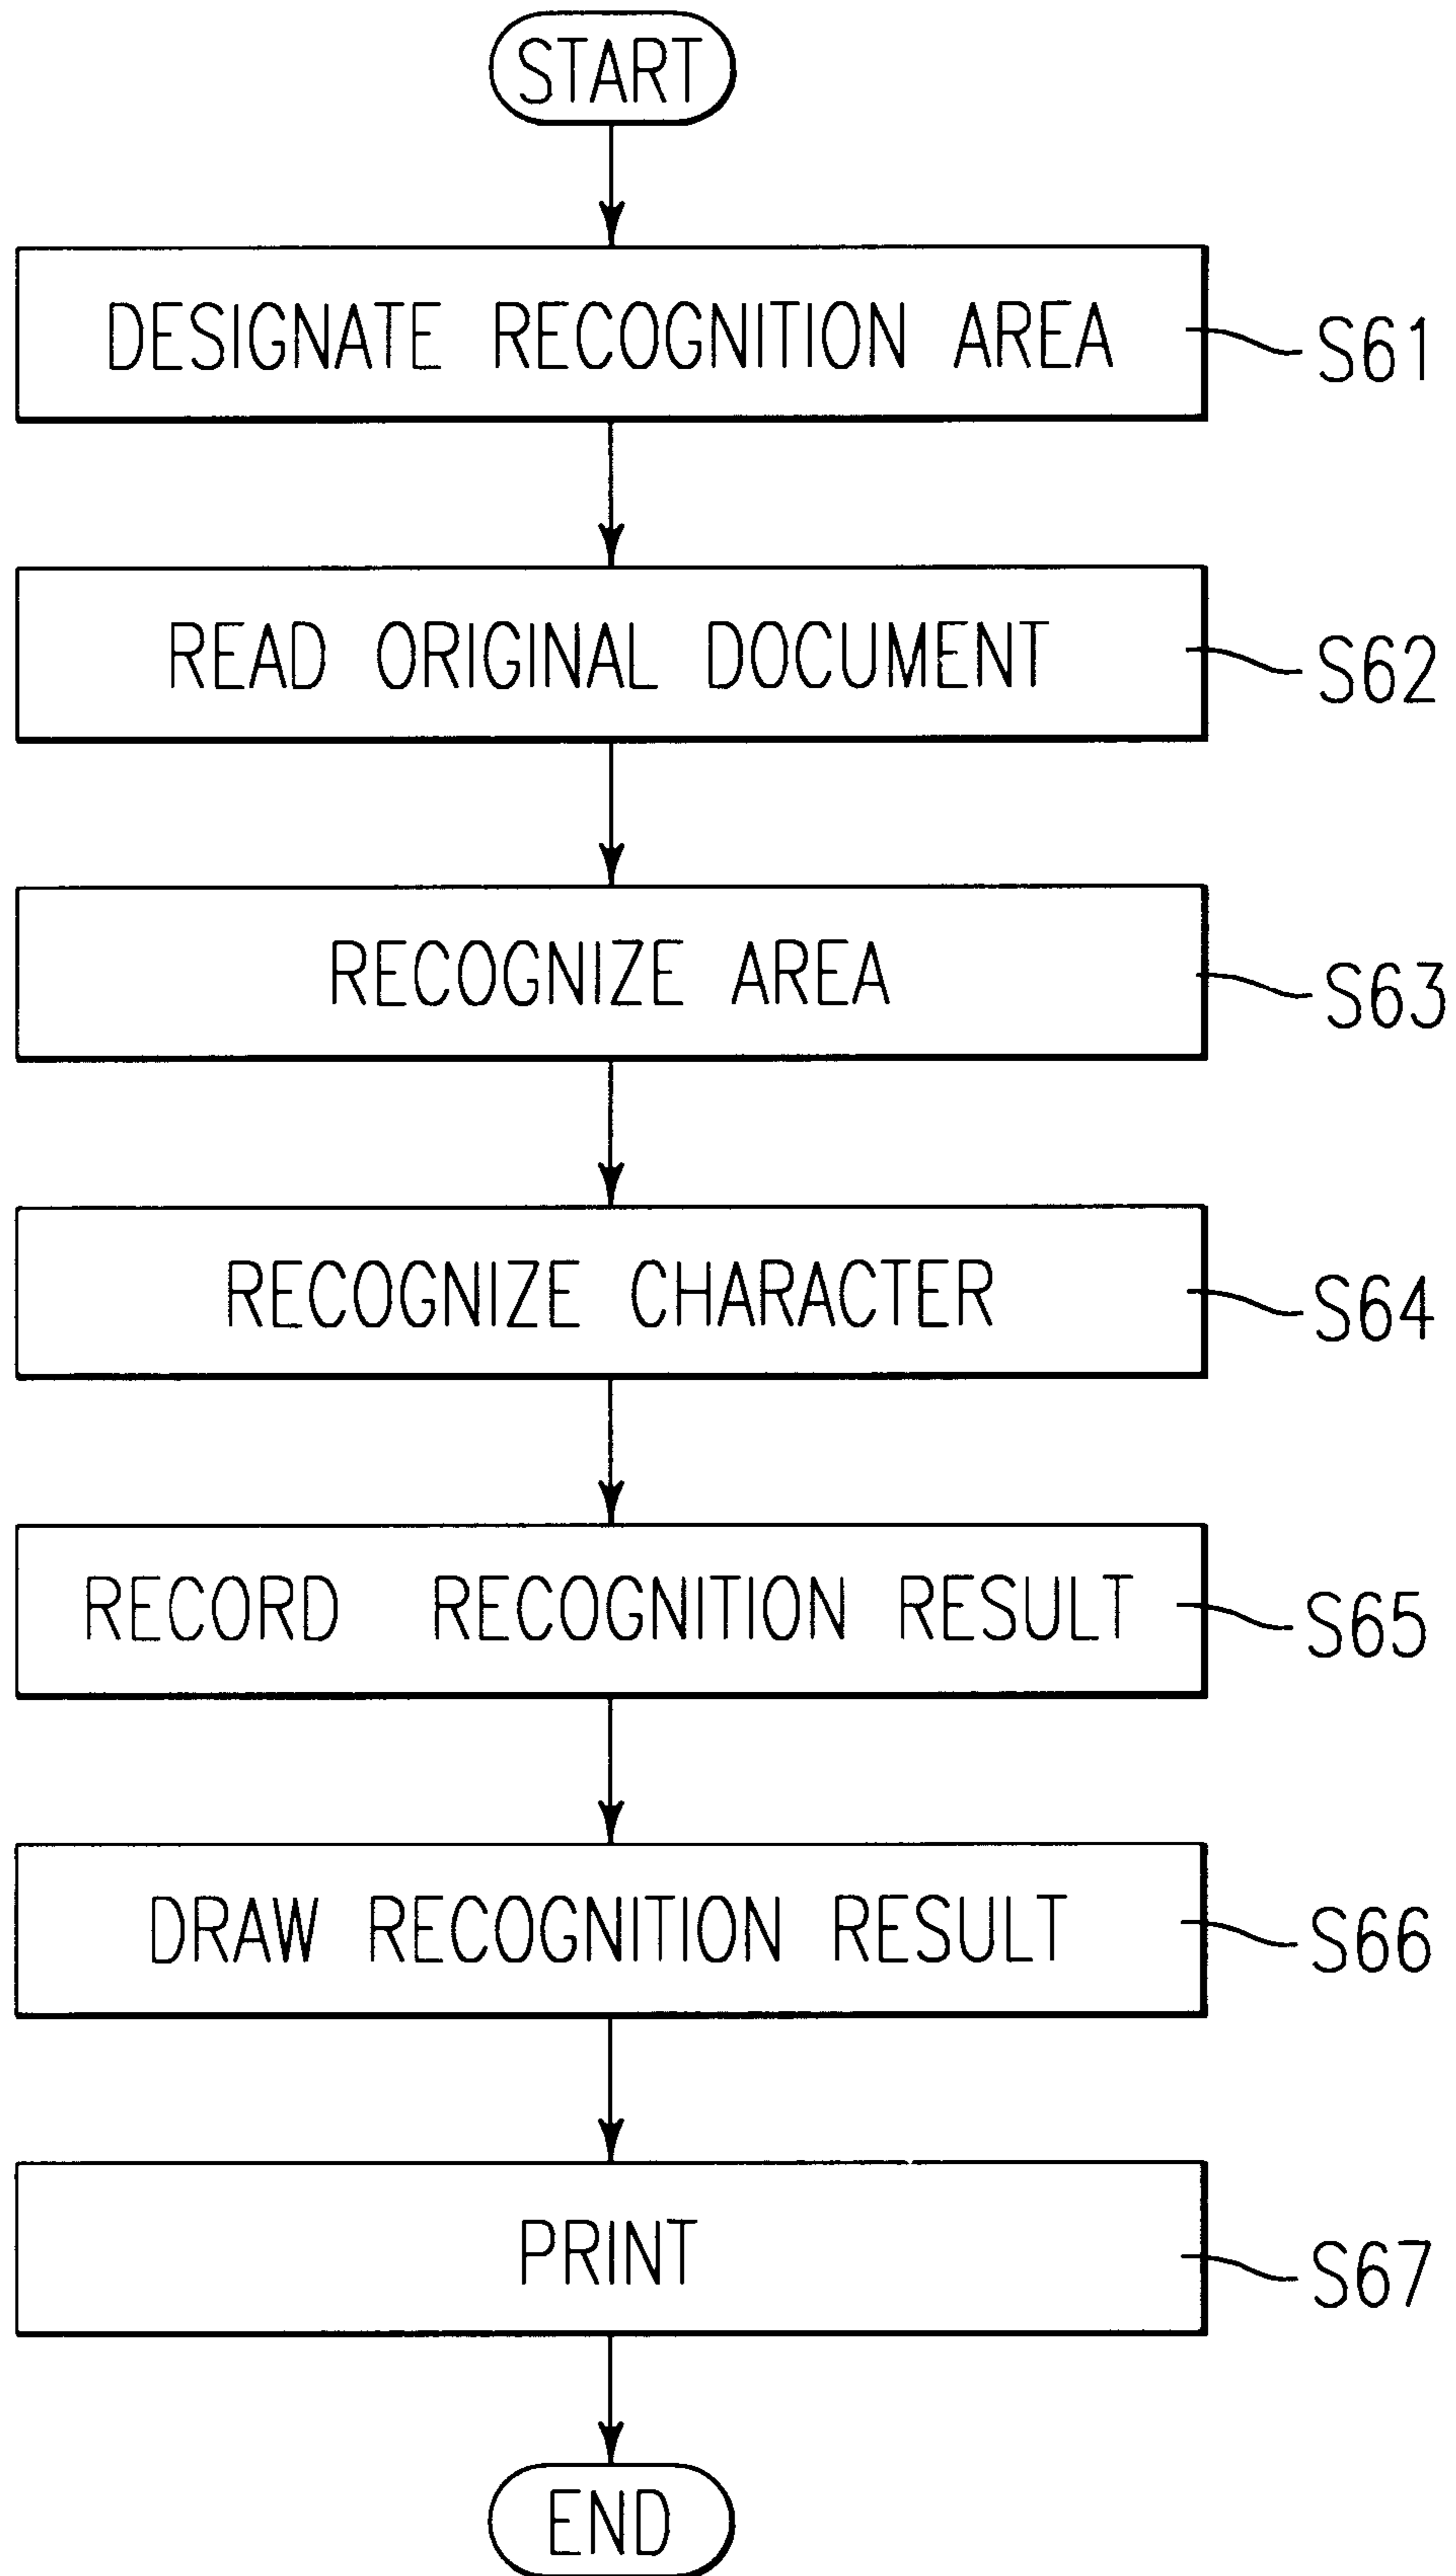 START
DESIGNATE RECOGNITION AREA
S61
READ ORIGINAL DOCUMENT
S62
RECOGNIZE AREA
S63
RECOGNIZE CHARACTER
S64
RECORD RECOGNITION RESULT
S65
DRAW RECOGNITION RESULT
S66
PRINT
S67
END